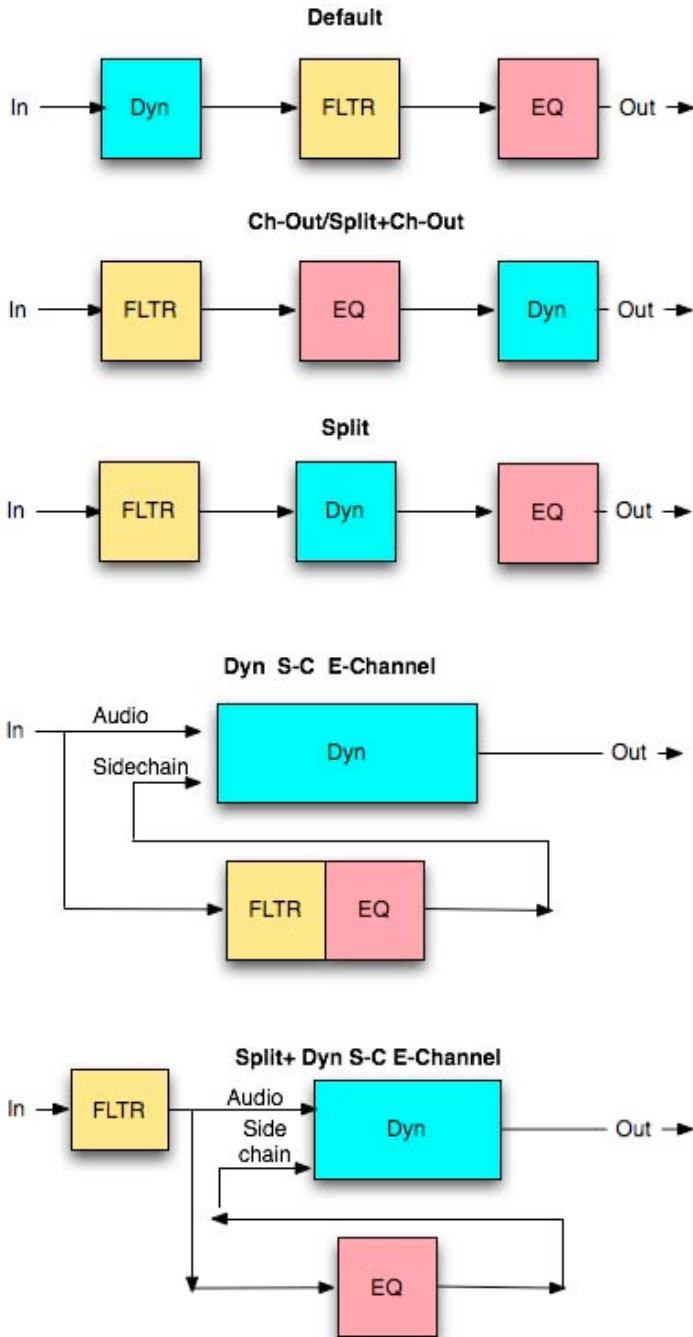 Default
In Dyn FLTR EQ Out
Ch-Out/Split+Ch-Out
In FLTR EQ Dyn Out
Split
In FLTR Dyn EQ Out
Dyn S-C E-Channel
In Audio
Dyn Out
Sidechain
FLTR EQ
Split+ Dyn S-C E-Channel
In FLTR Audio Dyn Out
Side
chain
EQ